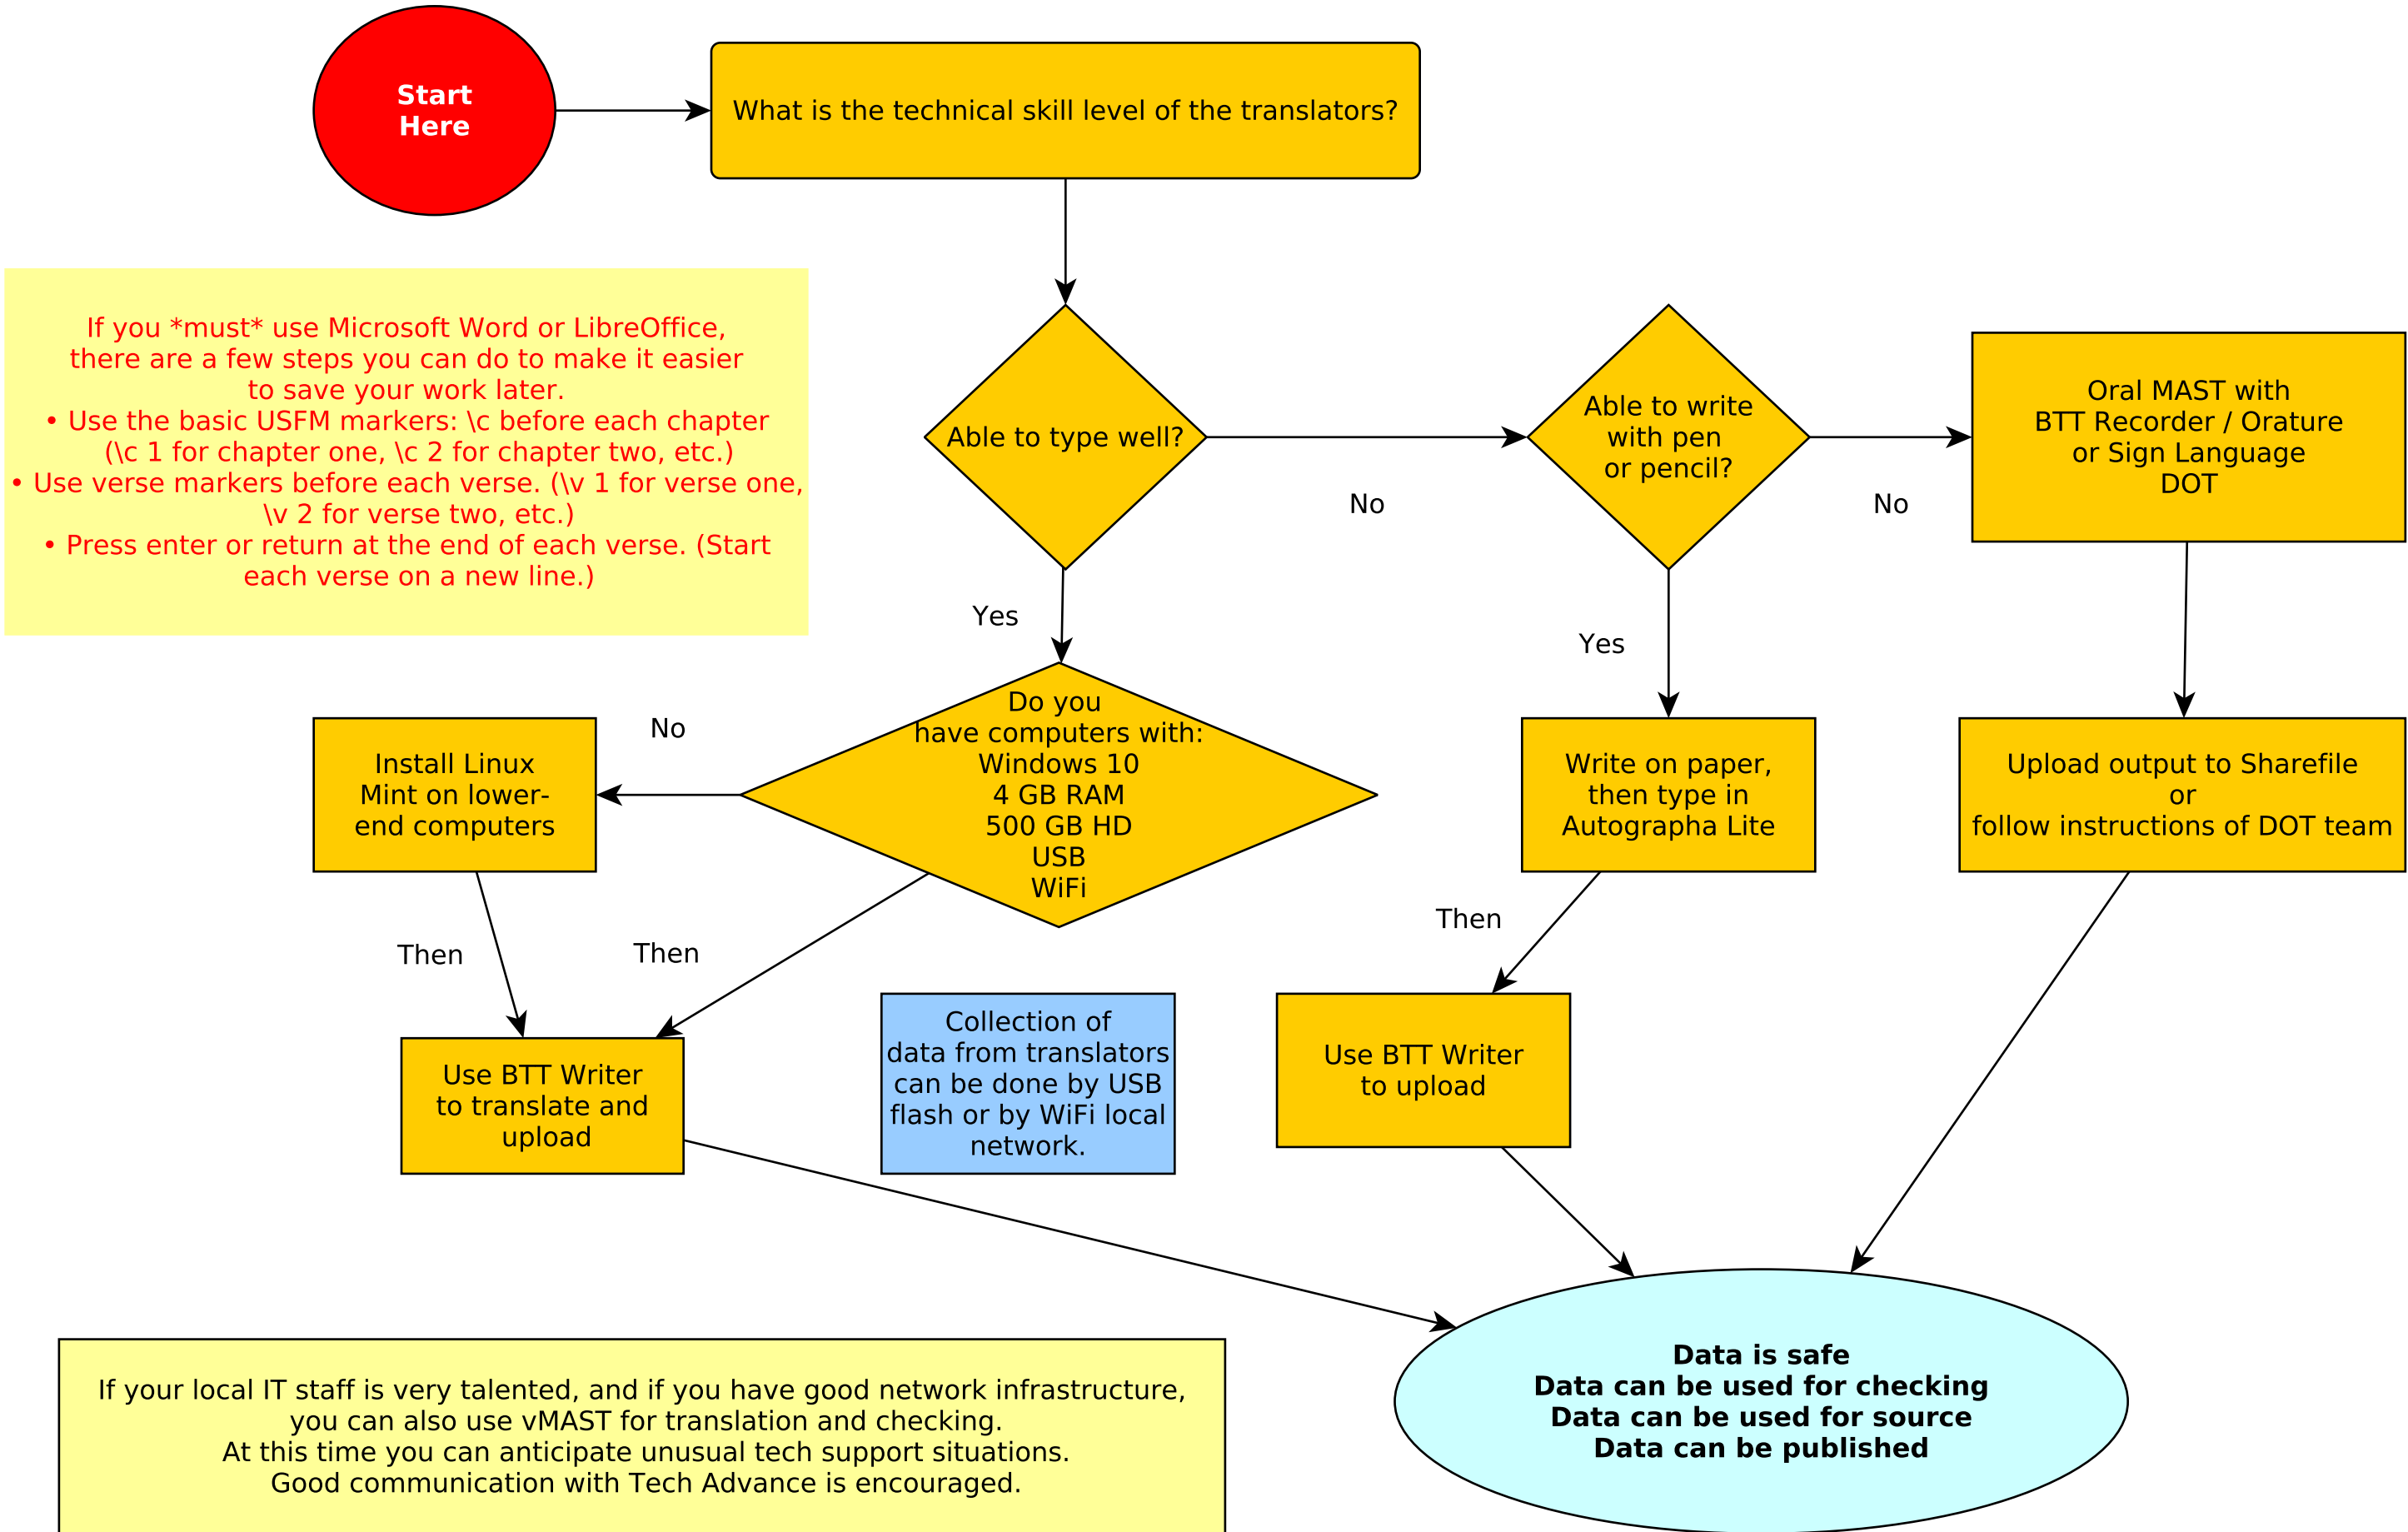 Start
Here
What is the technical skill level of the translators?
If you *must* use Microsoft Word or LibreOffice,
there are a few steps you can do to make it easier
to save your work later.
• Use the basic USFM markers: \c before each chapter
(\c 1 for chapter one, \c 2 for chapter two, etc.)
• Use verse markers before each verse. (\v 1 for verse one,
\v 2 for verse two, etc.)
• Press enter or return at the end of each verse. (Start
each verse on a new line.)
Able to type well?
No
Able to write
with pen
or pencil?
No
Oral MAST with
BTT Recorder / Orature
or Sign Language
DOT
Yes
Yes
Do you
have computers with:
Windows 10
4 GB RAM
500 GB HD
USB
WiFi
No
Install Linux
Mint on lower-
end computers
Write on paper,
then type in
Autographa Lite
Upload output to Sharefile
or
follow instructions of DOT team
Then
Then
Then
Use BTT Writer
to translate and
upload
Collection of
data from translators
can be done by USB
flash or by WiFi local
network.
Use BTT Writer
to upload
If your local IT staff is very talented, and if you have good network infrastructure,
you can also use vMAST for translation and checking.
At this time you can anticipate unusual tech support situations.
Good communication with Tech Advance is encouraged.
Data is safe
Data can be used for checking
Data can be used for source
Data can be published